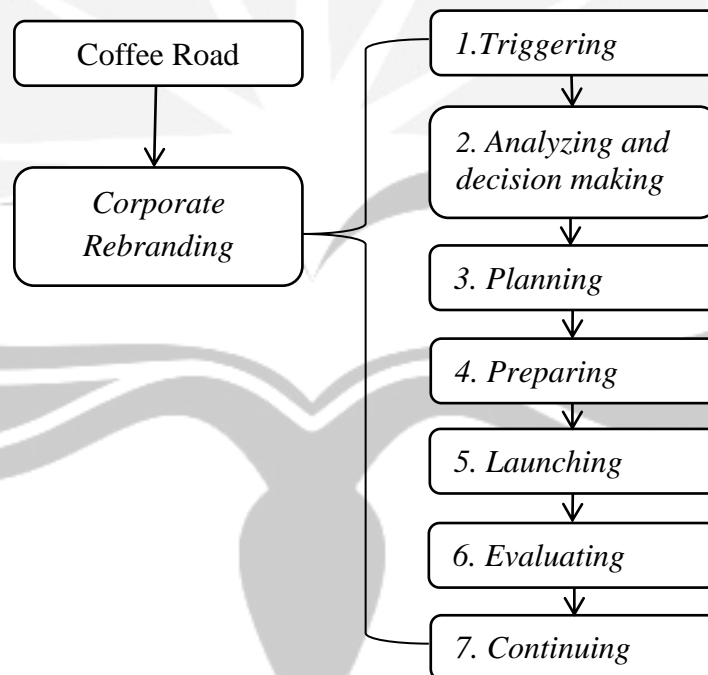 Coffee Road
Corporate
Rebranding
1.Triggering
2. Analyzing and
decision making
3. Planning
4. Preparing
5. Launching
6. Evaluating
7. Continuing